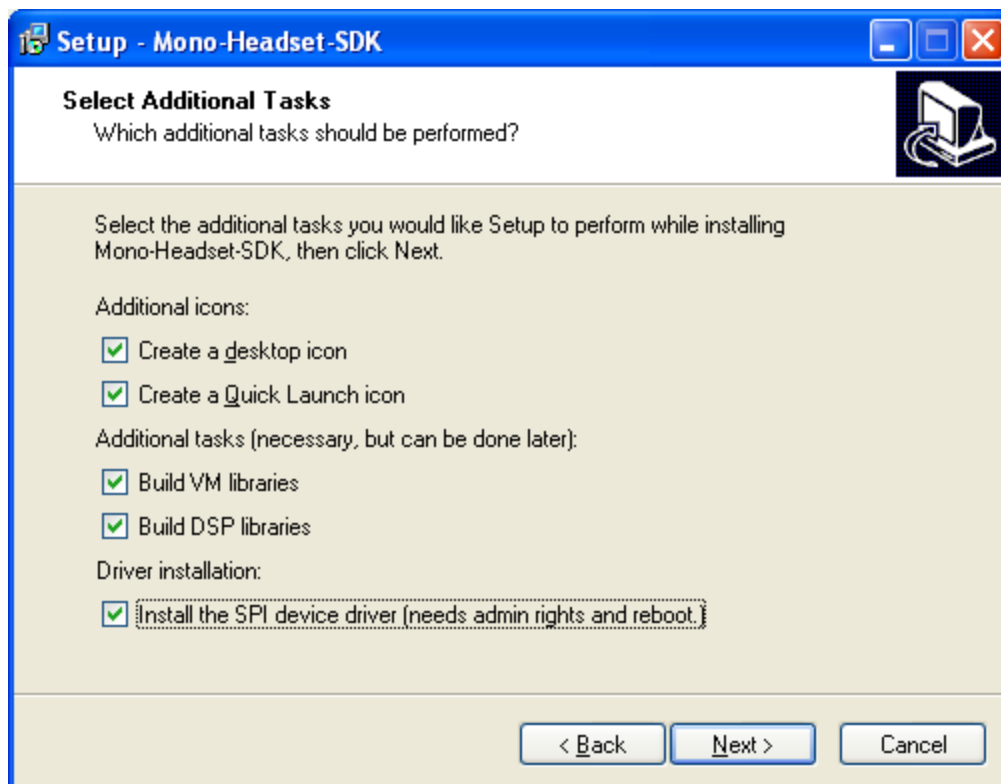 Setup - Mono-Headset-SDK
Select Additional Tasks
Which additional tasks should be performed?
Select the additional tasks you would like Setup to perform while installing
Mono-Headset-SDK, then click Next.
Additional icons:
Create a desktop icon
Create a Quick Launch icon
Additional tasks (necessary, but can be done later):
Build VM libraries
Build DSP libraries
Driver installation:
Install the SPI device driver (needs admin rights and reboot.)
< Back Next > Cancel